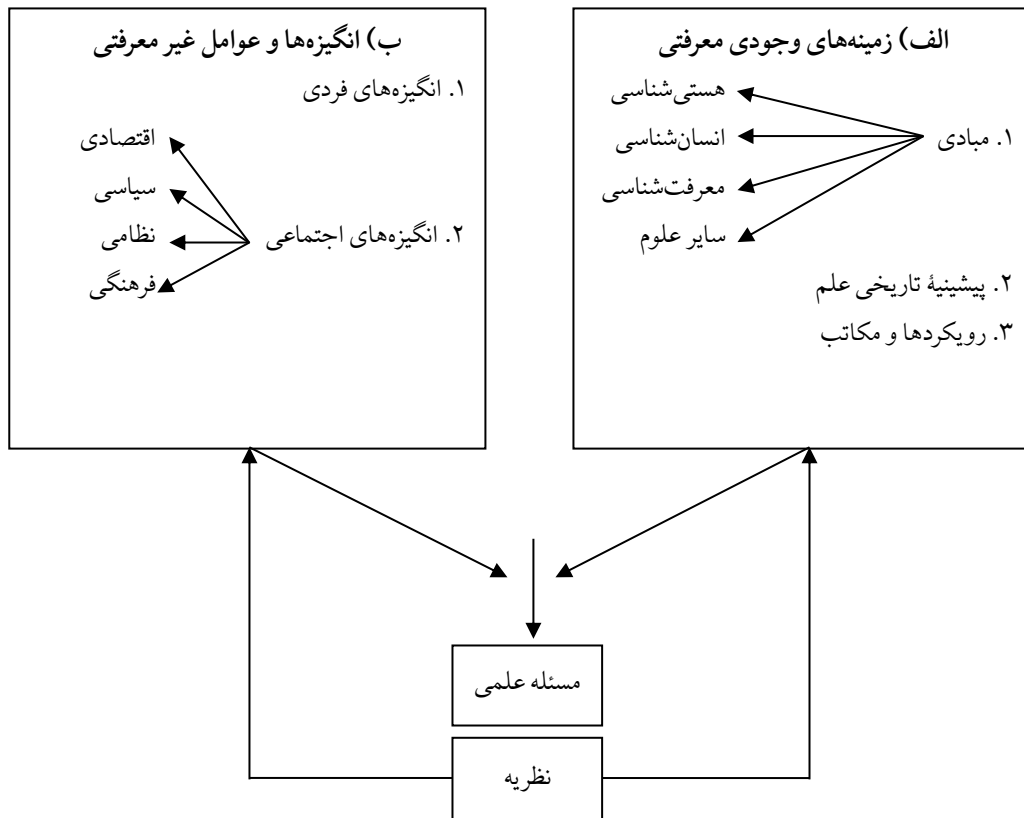 الف) زمینه‌های وجودی معرفتی
۱. مبادی
هستی‌شناسی
انسان‌شناسی
معرفت‌شناسی
سایر علوم
۲. پیشینیهٔ تاریخی علم
۳. رویکردها و مکاتب
ب) انگیزه‌ها و عوامل غیر معرفتی
۱. انگیزه‌های فردی
۲. انگیزه‌های اجتماعی
اقتصادی
سیاسی
نظامی
فرهنگی
مسئله علمی
نظریه